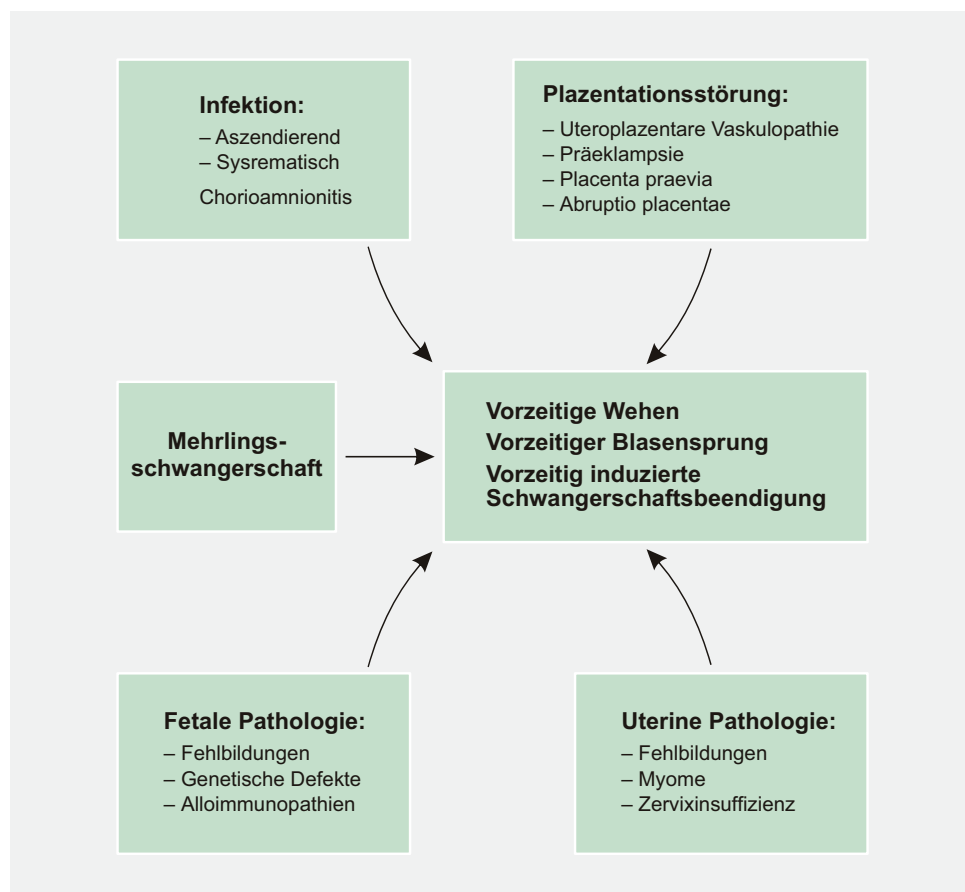 Infektion:
– Aszendierend
– Sysrematisch
Chorioamnionitis
Plazentationsstörung:
– Uteroplazentare Vaskulopathie
– Präeklampsie
– Placenta praevia
– Abruptio placentae
Mehrlings-
schwangerschaft
Vorzeitige Wehen
Vorzeitiger Blasensprung
Vorzeitig induzierte
Schwangerschaftsbeendigung
Fetale Pathologie:
– Fehlbildungen
– Genetische Defekte
– Alloimmunopathien
Uterine Pathologie:
– Fehlbildungen
– Myome
– Zervixinsuffizienz